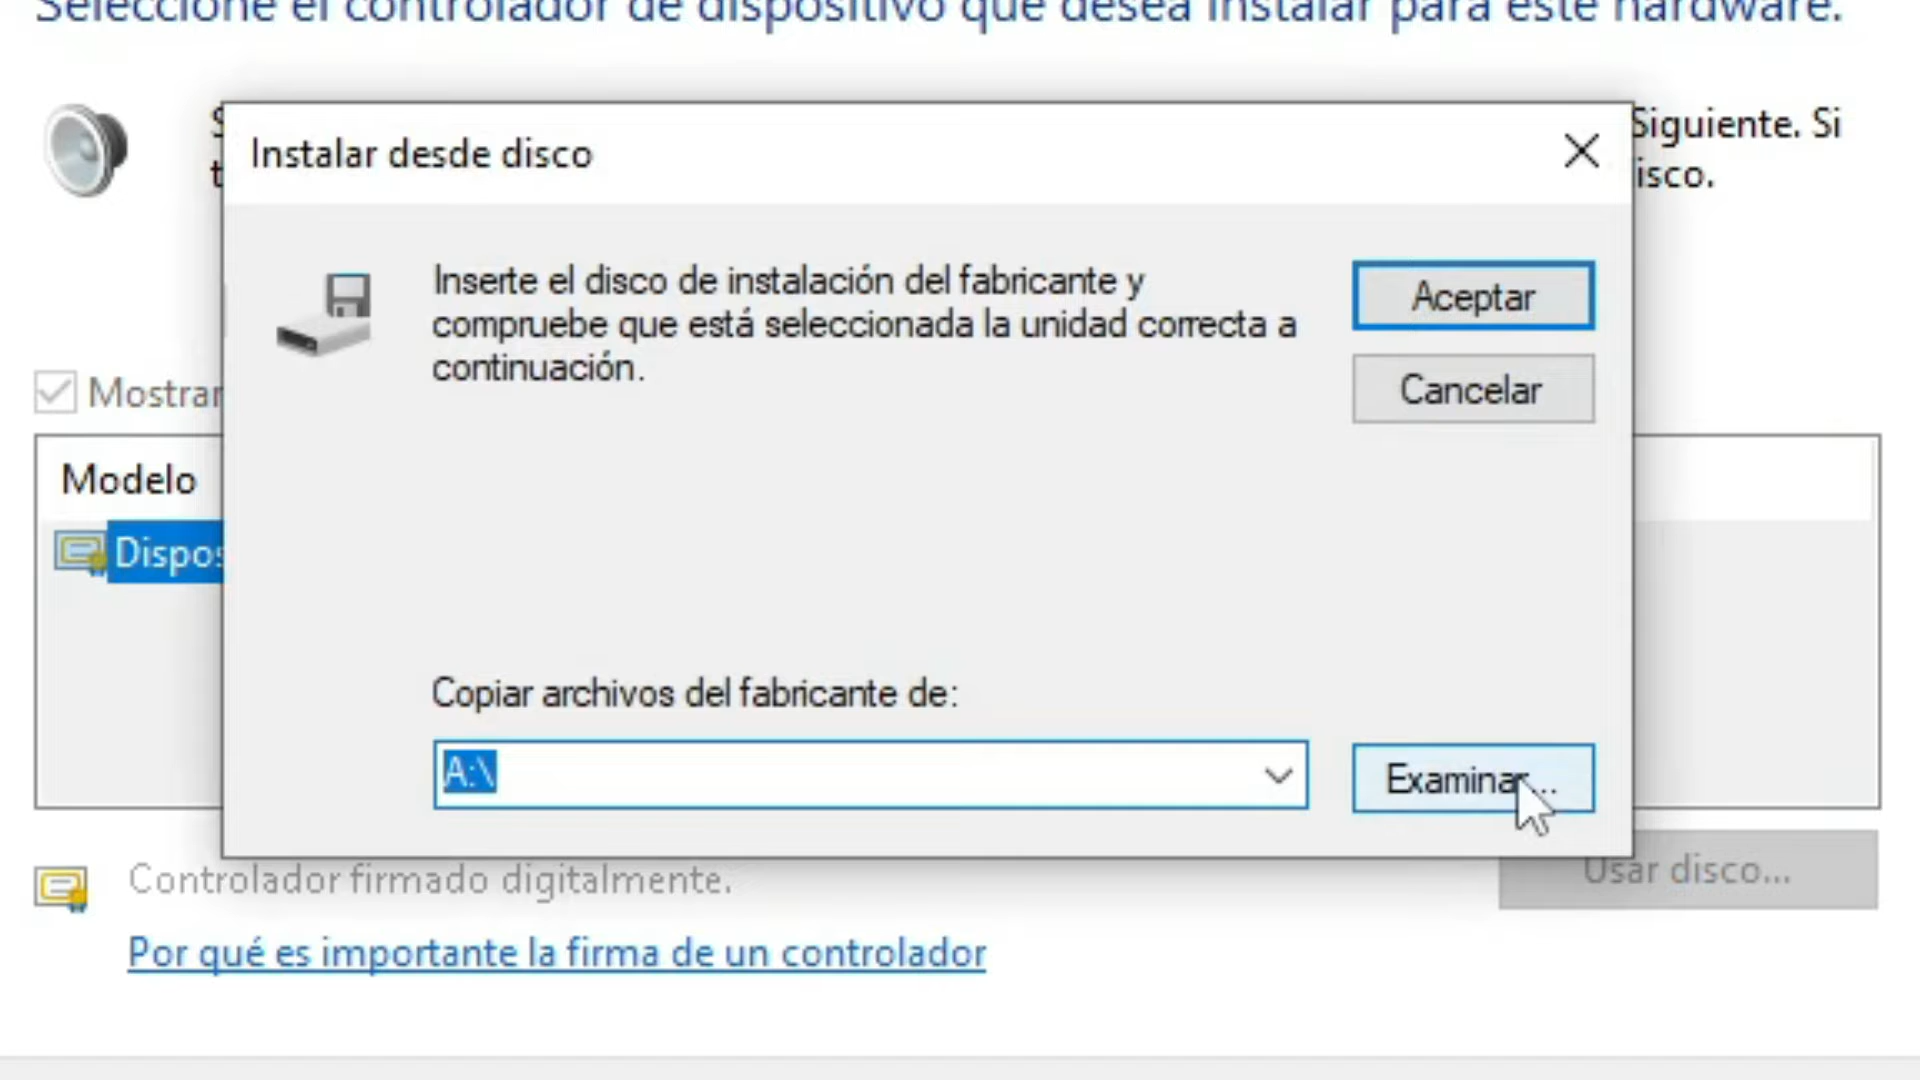 Seleccione el controlador de dispositivo que desea instalar para este hardware.
Siguiente. Si
isco.
Instalar desde disco
Inserte el disco de instalación del fabricante y
compruebe que está seleccionada la unidad correcta a
continuación.
Aceptar
Cancelar
Mostrar
Modelo
Dispos
Copiar archivos del fabricante de:
A:\
Examinar...
Controlador firmado digitalmente.
Usar disco...
Por qué es importante la firma de un controlador